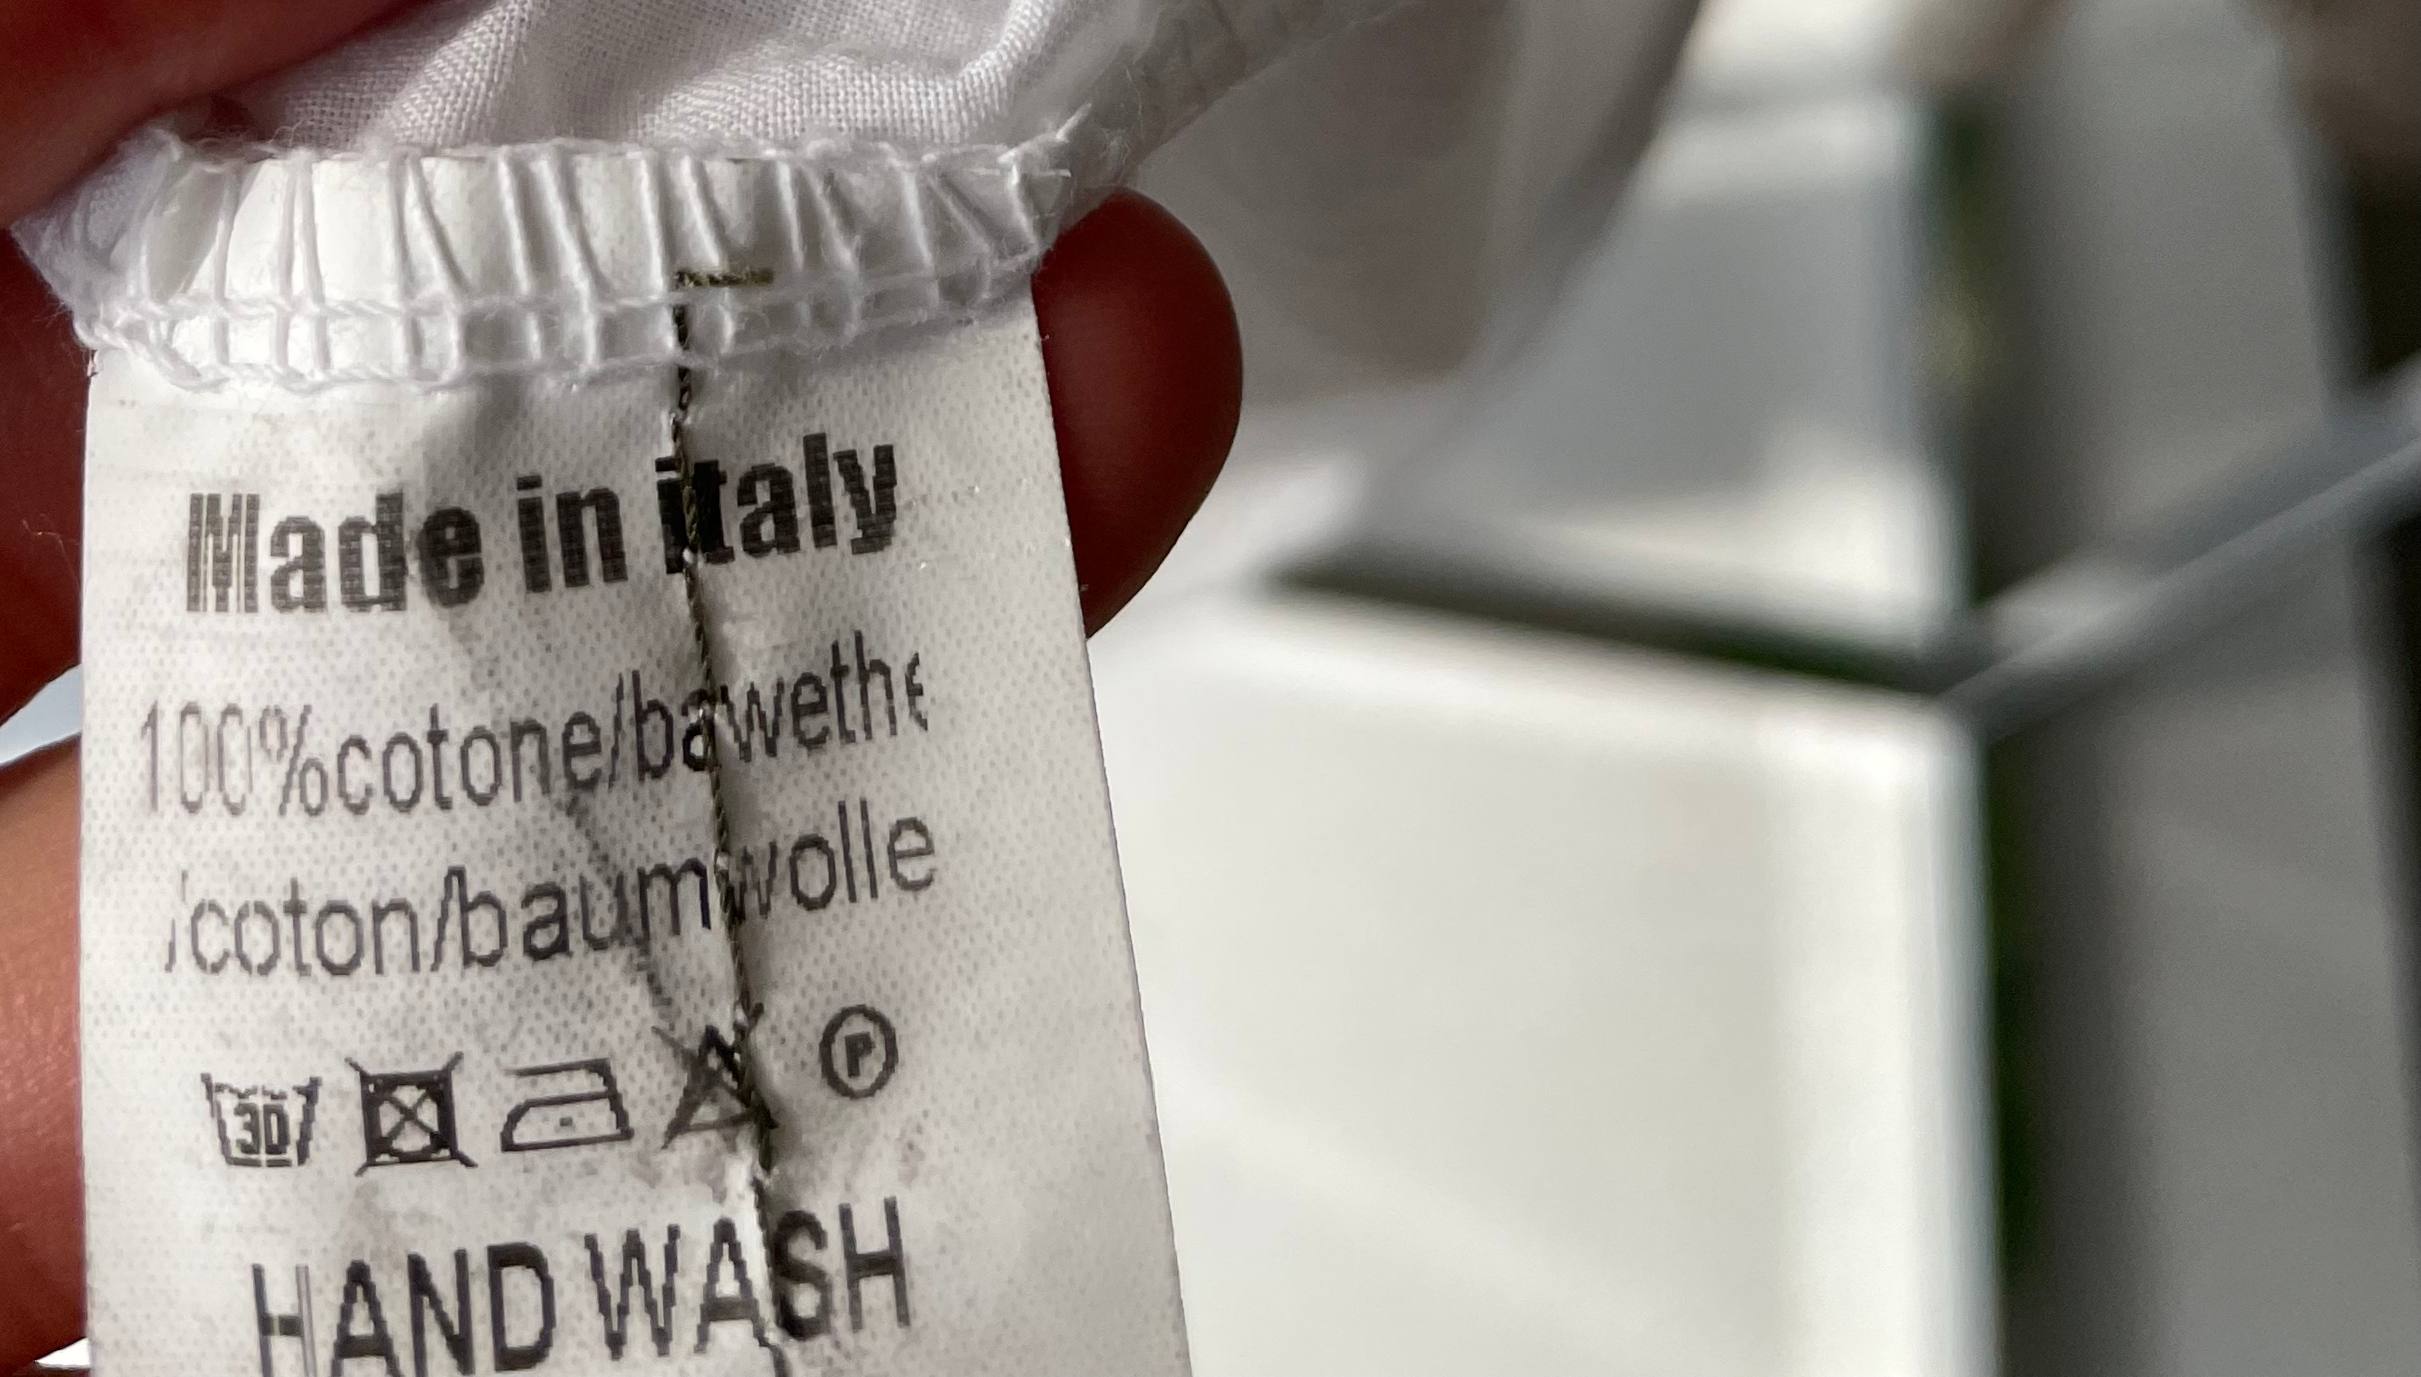 Made in italy
100%cotone/bawethe
/coton/baumwolle
30 P
HAND WASH